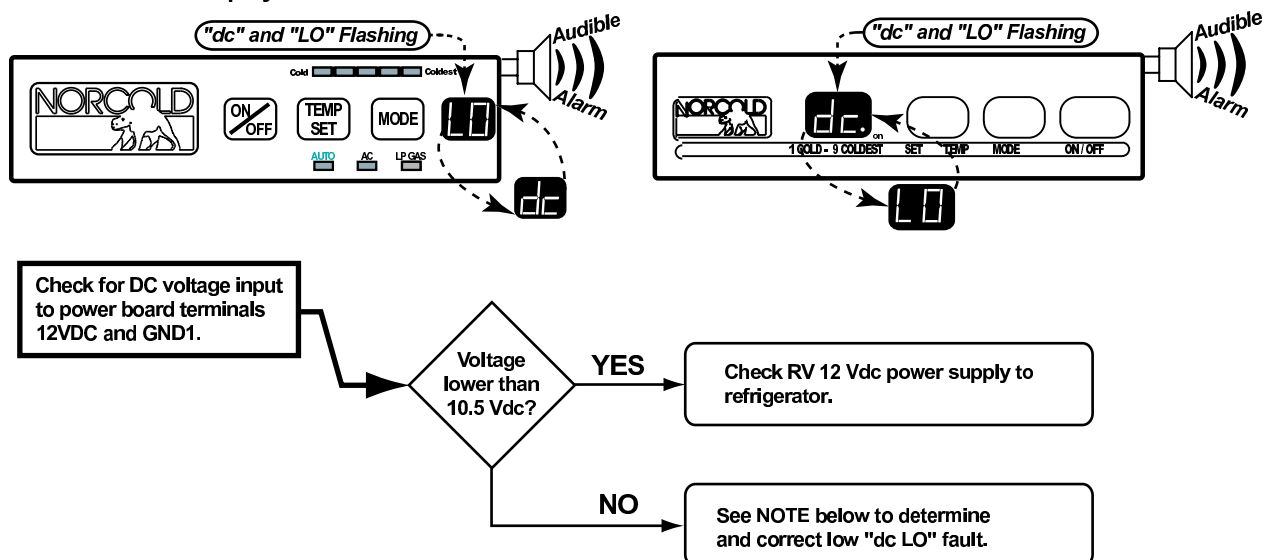 "dc" and "LO" Flashing
Audible
Alarm
Cold Coldest
NORCOLD
ON/OFF
TEMP SET
MODE
LO
AUTO AC LP GAS
dc
"dc" and "LO" Flashing
Audible
Alarm
NORCOLD
dc.
on
1 COLD - 9 COLDEST SET TEMP MODE ON / OFF
LO
Check for DC voltage input
to power board terminals
12VDC and GND1.
Voltage
lower than
10.5 Vdc?
YES
Check RV 12 Vdc power supply to
refrigerator.
NO
See NOTE below to determine
and correct low "dc LO" fault.